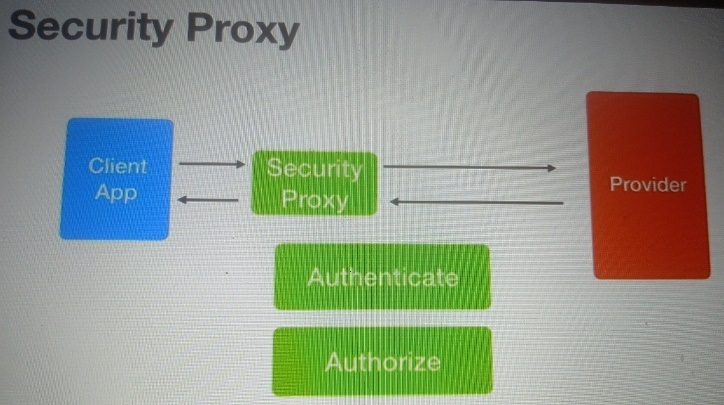 Security Proxy
Client
App
Security
Proxy
Provider
Authenticate
Authorize